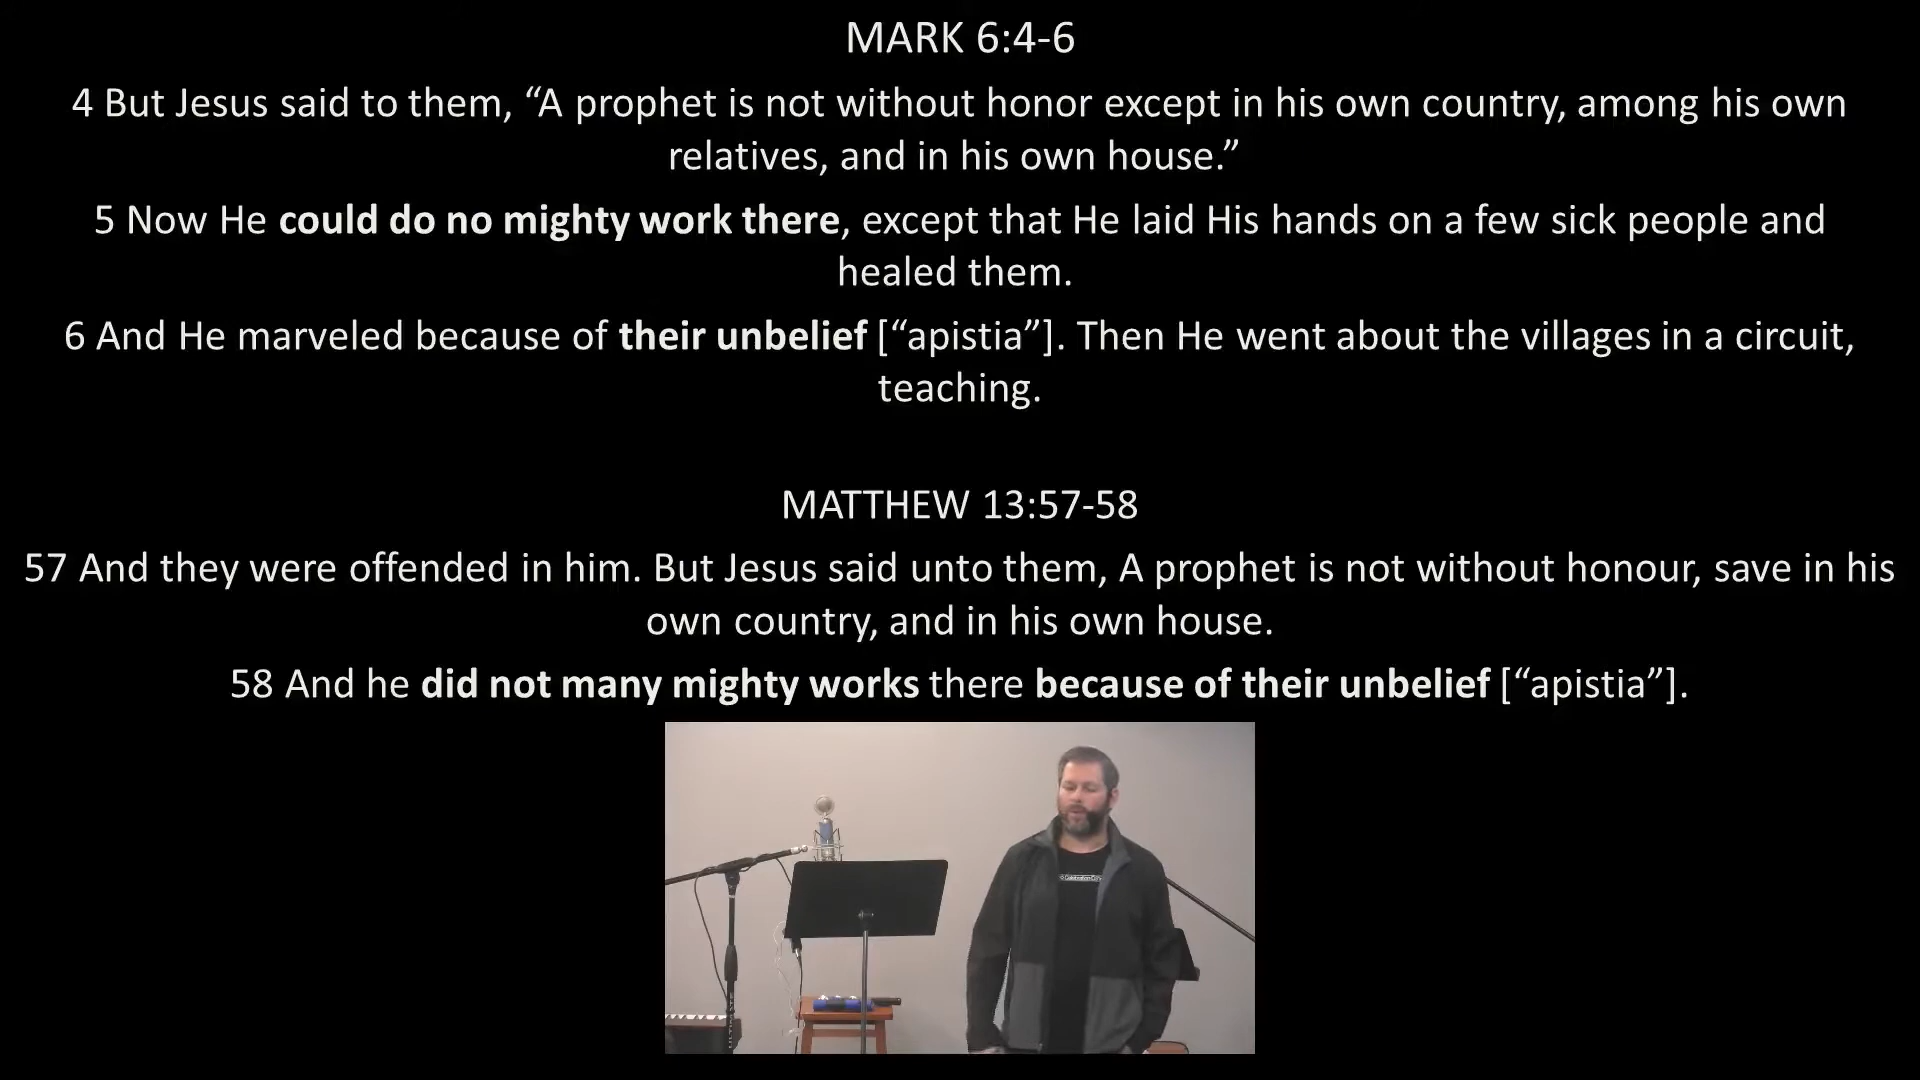 MARK 6:4-6
4 But Jesus said to them, “A prophet is not without honor except in his own country, among his own
relatives, and in his own house.”
5 Now He could do no mighty work there, except that He laid His hands on a few sick people and
healed them.
6 And He marveled because of their unbelief [“apistia”]. Then He went about the villages in a circuit,
teaching.
MATTHEW 13:57-58
57 And they were offended in him. But Jesus said unto them, A prophet is not without honour, save in his
own country, and in his own house.
58 And he did not many mighty works there because of their unbelief [“apistia”].